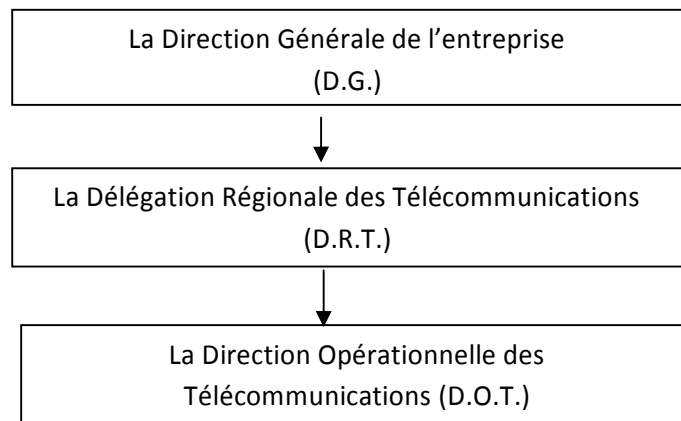 La Direction Générale de l’entreprise
(D.G.)
La Délégation Régionale des Télécommunications
(D.R.T.)
La Direction Opérationnelle des
Télécommunications (D.O.T.)